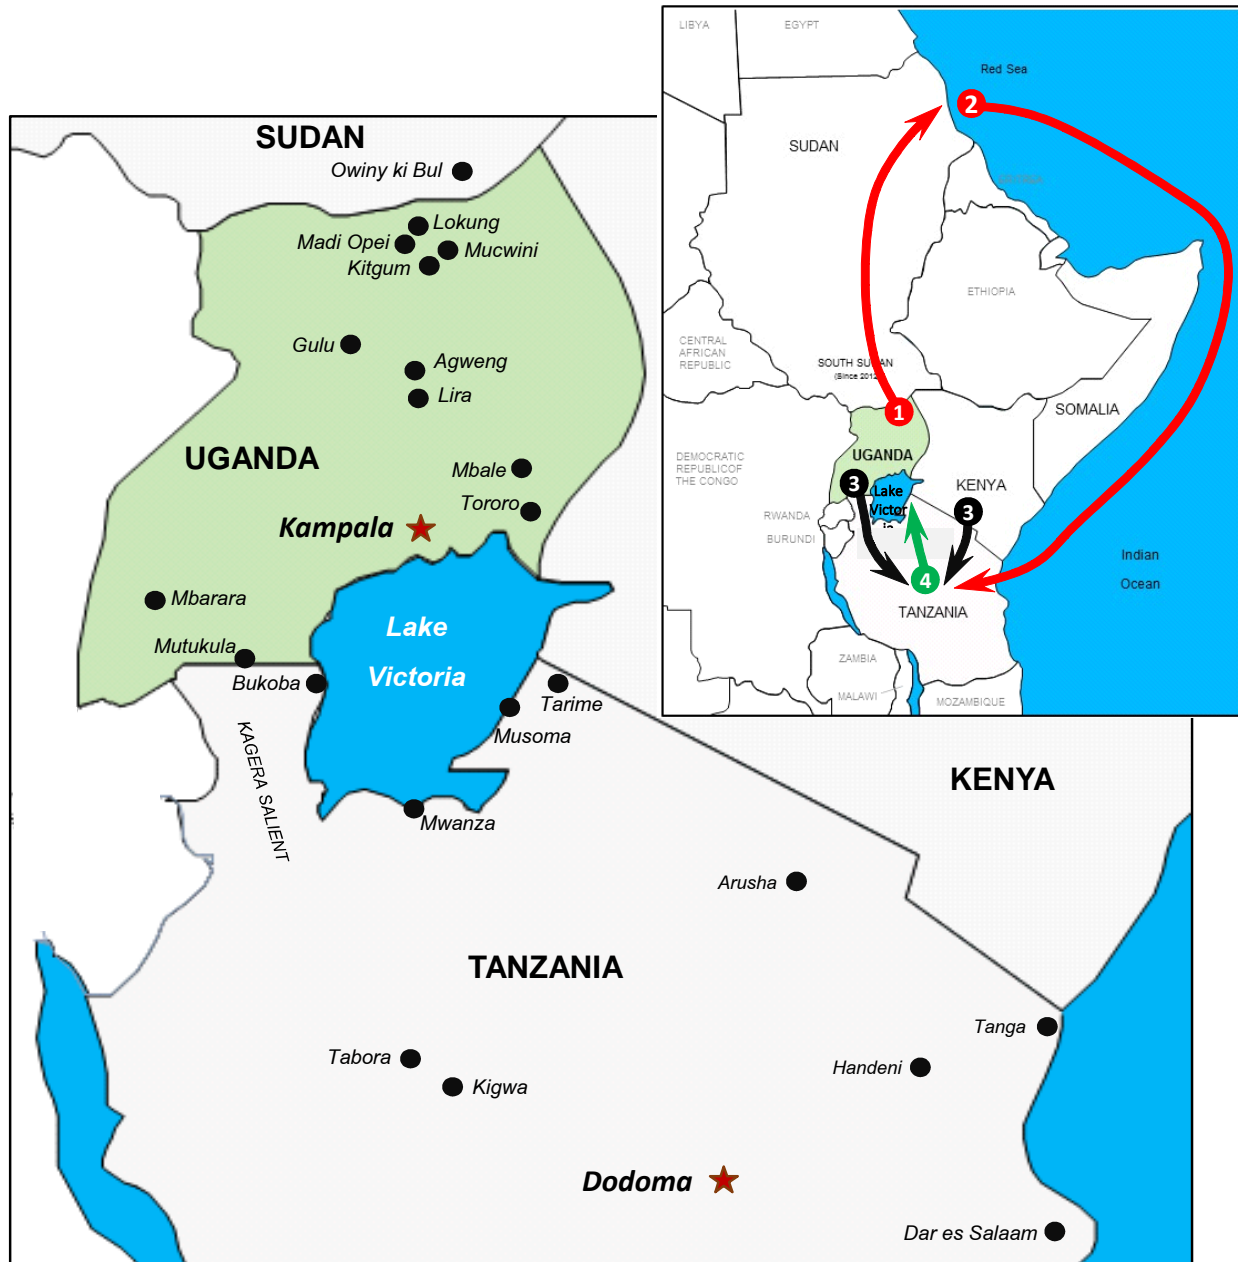 SUDAN
Owiny ki Bul
Lokung
Madi Opei
Mucwini
Kitgum
Gulu
Agweng
Lira
UGANDA
Mbale
Tororo
Kampala
Mbarara
Lake
Victoria
Mutukula
Bukoba
Tarime
Musoma
KAGERA SALIENT
Mwanza
KENYA
Arusha
TANZANIA
Tanga
Tabora
Handeni
Kigwa
Dodoma
Dar es Salaam
LIBYA
EGYPT
Red Sea
2
SUDAN
ETHIOPIA
CENTRAL
AFRICAN
REPUBLIC
SOUTH SUDAN
(Since 2012)
1
SOMALIA
UGANDA
DEMOCRATIC
REPUBLICOF
THE CONGO
3
Lake
Victor
KENYA
3
RWANDA
BURUNDI
Indian
Ocean
4
TANZANIA
ZAMBIA
MALAWI
MOZAMBIQUE